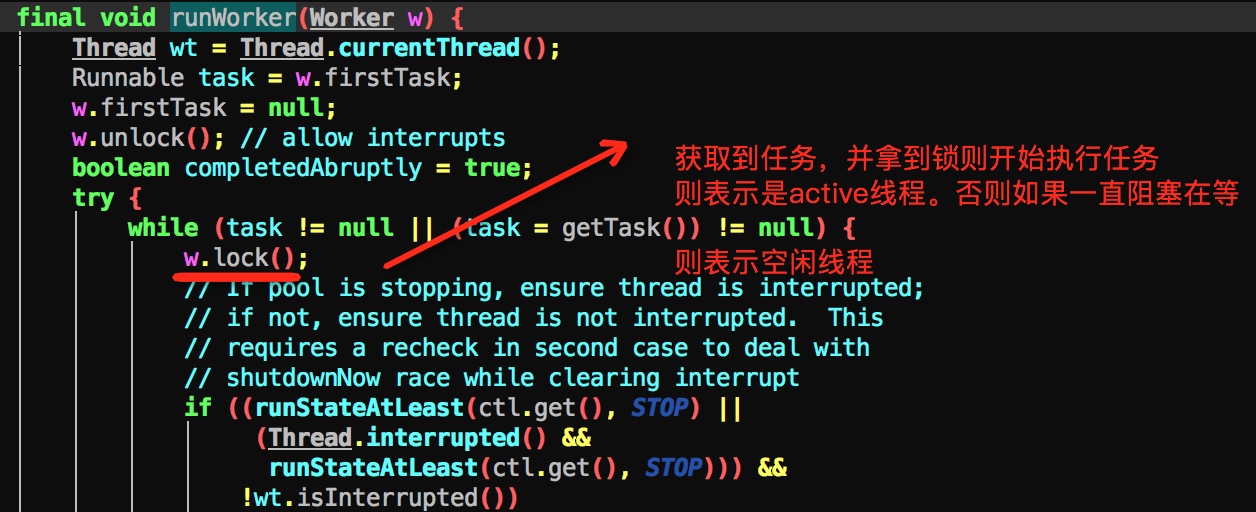 final void runWorker(Worker w) {
Thread wt = Thread.currentThread();
Runnable task = w.firstTask;
w.firstTask = null;
w.unlock(); // allow interrupts
boolean completedAbruptly = true;
try {
while (task != null || (task = getTask()) != null) {
w.lock();
// If pool is stopping, ensure thread is interrupted;
// if not, ensure thread is not interrupted.  This
// requires a recheck in second case to deal with
// shutdownNow race while clearing interrupt
if ((runStateAtLeast(ctl.get(), STOP) ||
(Thread.interrupted() &&
runStateAtLeast(ctl.get(), STOP))) &&
!wt.isInterrupted())
获取到任务，并拿到锁则开始执行任务
则表示是active线程。否则如果一直阻塞在等
则表示空闲线程